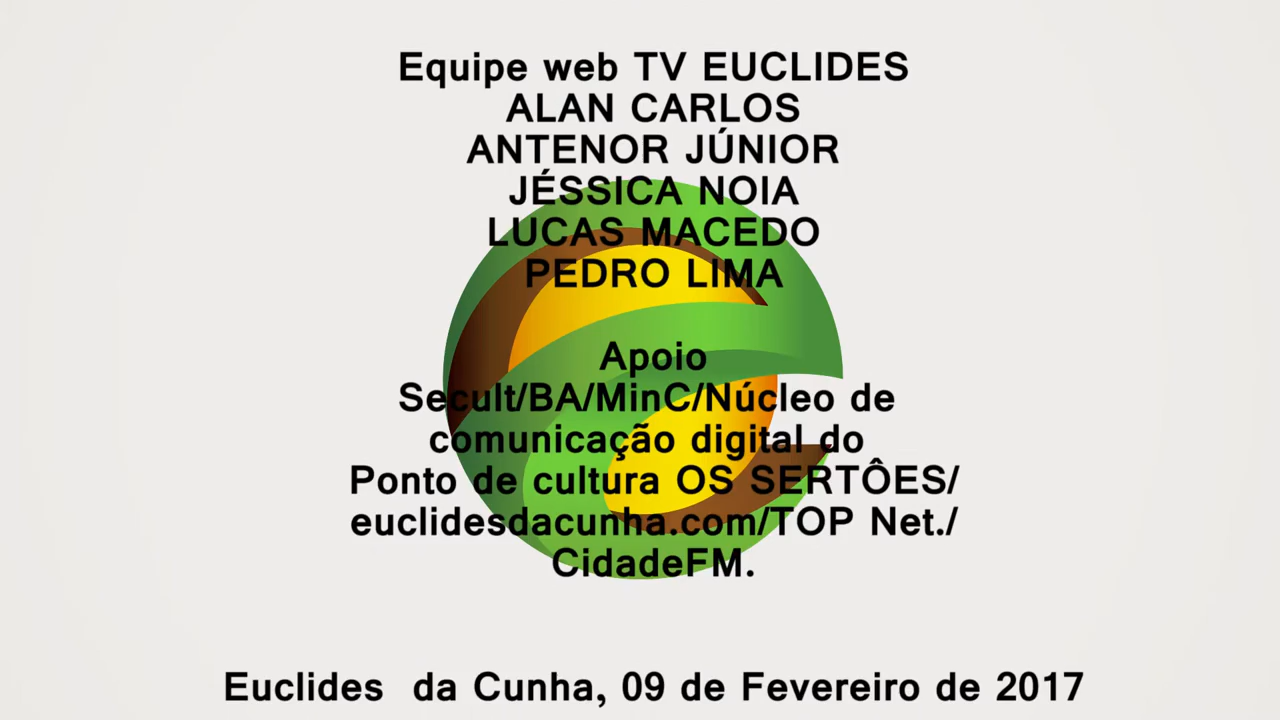 Equipe web TV EUCLIDES
ALAN CARLOS
ANTENOR JÚNIOR
JÉSSICA NOIA
LUCAS MACEDO
PEDRO LIMA
Apoio
Secult/BA/MinC/Núcleo de
comunicação digital do
Ponto de cultura OS SERTÔES/
euclidesdacunha.com/TOP Net./
CidadeFM.
Euclides  da Cunha, 09 de Fevereiro de 2017